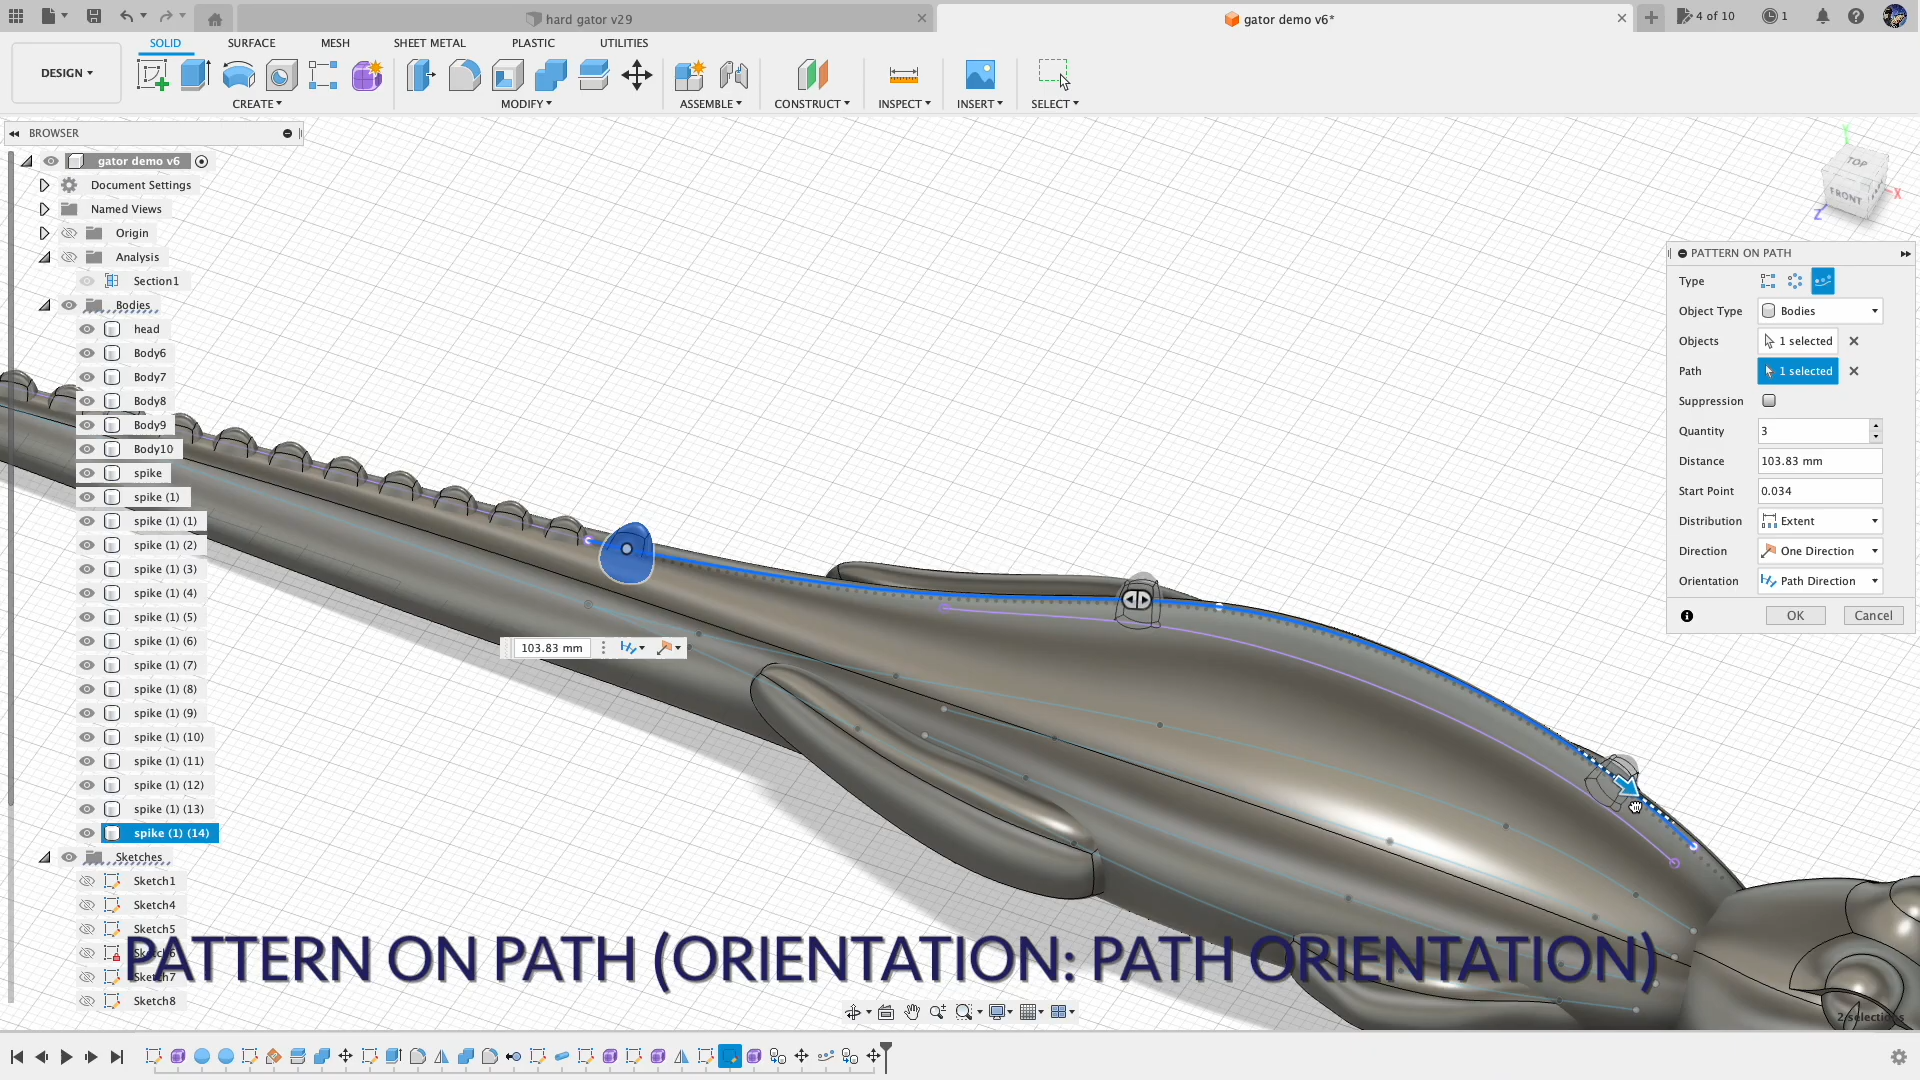 hard gator v29
gator demo v6*
4 of 10
1
SOLID
SURFACE
MESH
SHEET METAL
PLASTIC
UTILITIES
DESIGN
CREATE
MODIFY
ASSEMBLE
CONSTRUCT
INSPECT
INSERT
SELECT
BROWSER
gator demo v6
Document Settings
Named Views
Origin
Analysis
Section1
Bodies
head
Body6
Body7
Body8
Body9
Body10
spike
spike (1)
spike (1) (1)
spike (1) (2)
spike (1) (3)
spike (1) (4)
spike (1) (5)
spike (1) (6)
spike (1) (7)
spike (1) (8)
spike (1) (9)
spike (1) (10)
spike (1) (11)
spike (1) (12)
spike (1) (13)
spike (1) (14)
Sketches
Sketch1
Sketch4
Sketch5
Sketch6
Sketch7
Sketch8
103.83 mm
Y
TOP
FRONT
X
Z
PATTERN ON PATH
Type
Object Type Bodies
Objects 1 selected
Path 1 selected
Suppression
Quantity 3
Distance 103.83 mm
Start Point 0.034
Distribution Extent
Direction One Direction
Orientation Path Direction
OK Cancel
PATTERN ON PATH (ORIENTATION: PATH ORIENTATION)
2 selections